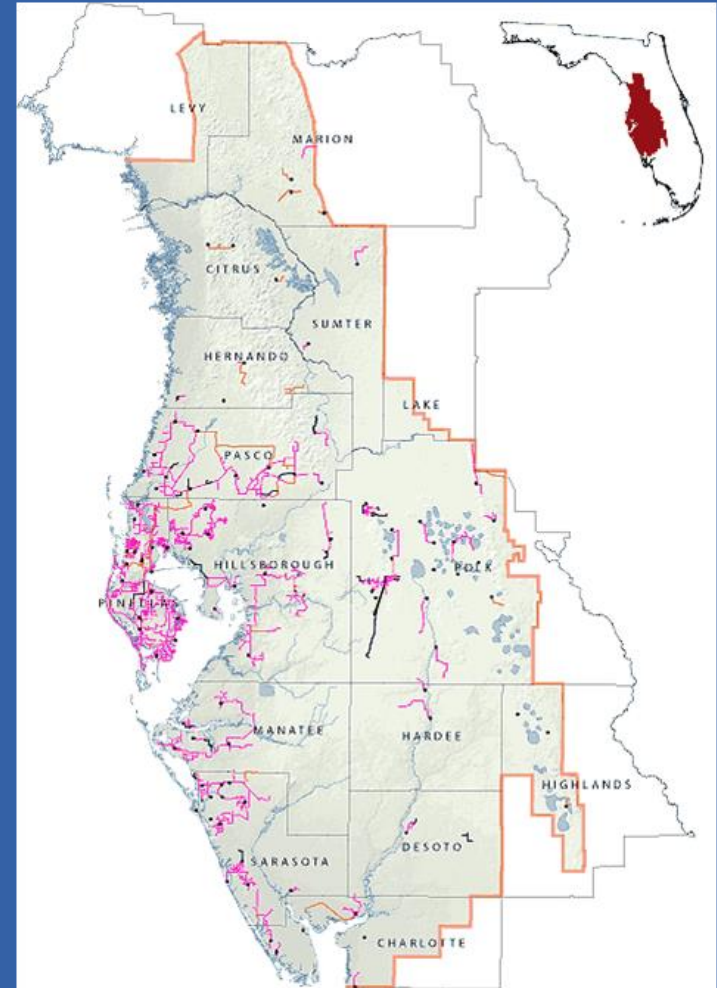 LEVY
MARION
CITRUS
SUMTER
HERNANDO
LAKE
PASCO
HILLSBOROUGH
POLK
PINELLAS
MANATEE
HARDEE
HIGHLANDS
DESOTO
SARASOTA
CHARLOTTE